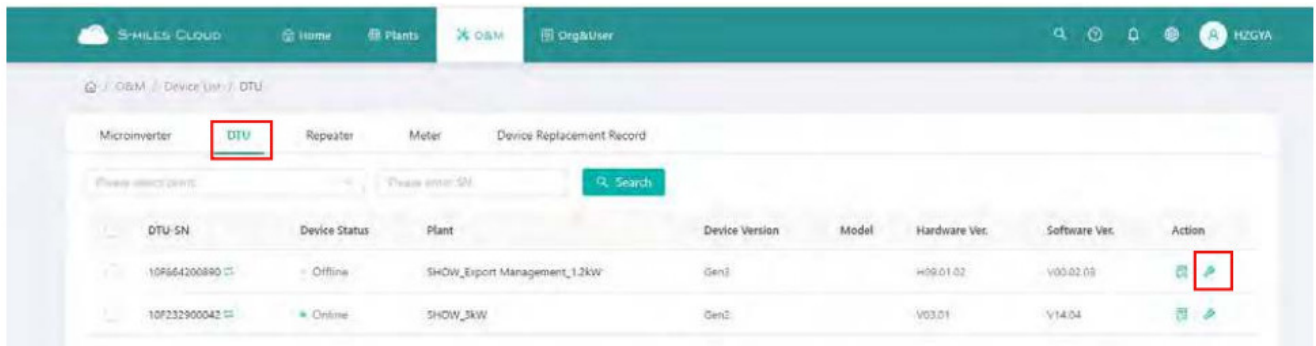 S-MILES CLOUD Home Plants O&M Org&User HZGYA
/ O&M / Device List / DTU
Microinverter DTU Repeater Meter Device Replacement Record
Please select plant Please enter SN Search
DTU-SN Device Status Plant Device Version Model Hardware Ver. Software Ver. Action
Offline SHOW_Export Management_1.2kW Gen3 H09.01.02 V00.02.03
10F232900042 Online SHOW_3kW Gen2 V03.01 V14.04